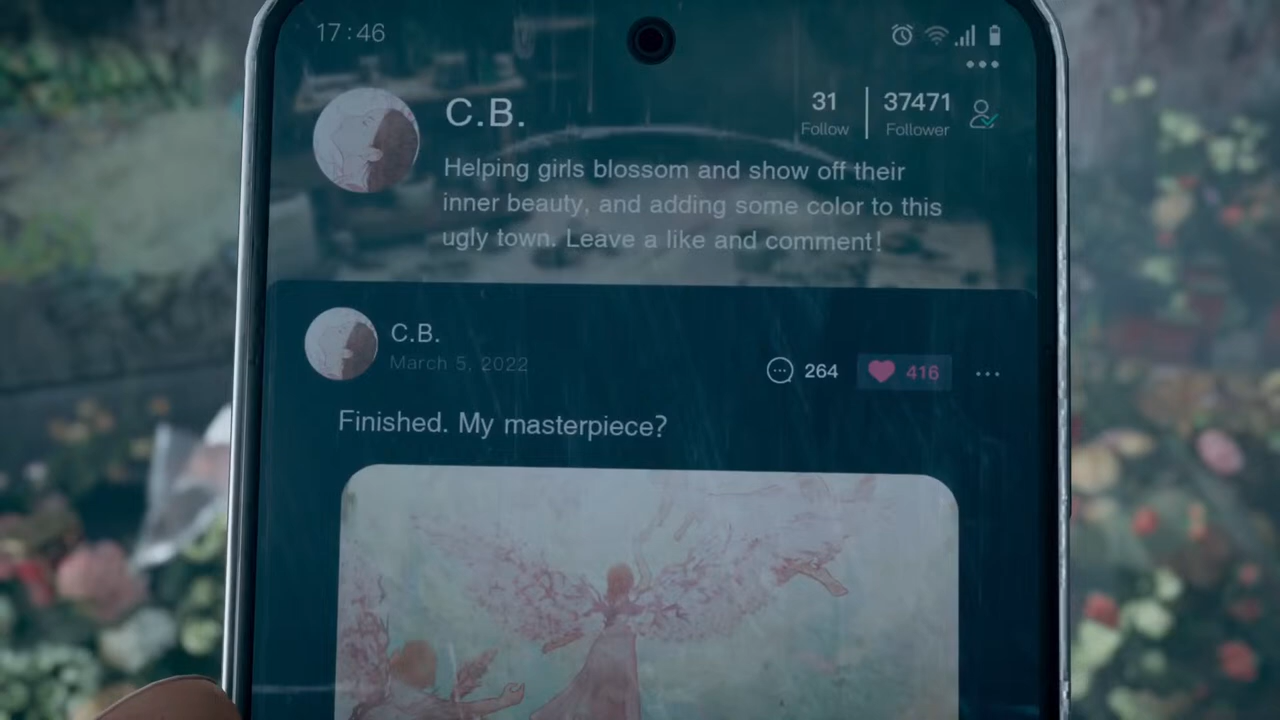 17:46
C.B.
31
Follow
37471
Follower
Helping girls blossom and show off their
inner beauty, and adding some color to this
ugly town. Leave a like and comment!
C.B.
March 5, 2022
264
416
Finished. My masterpiece?